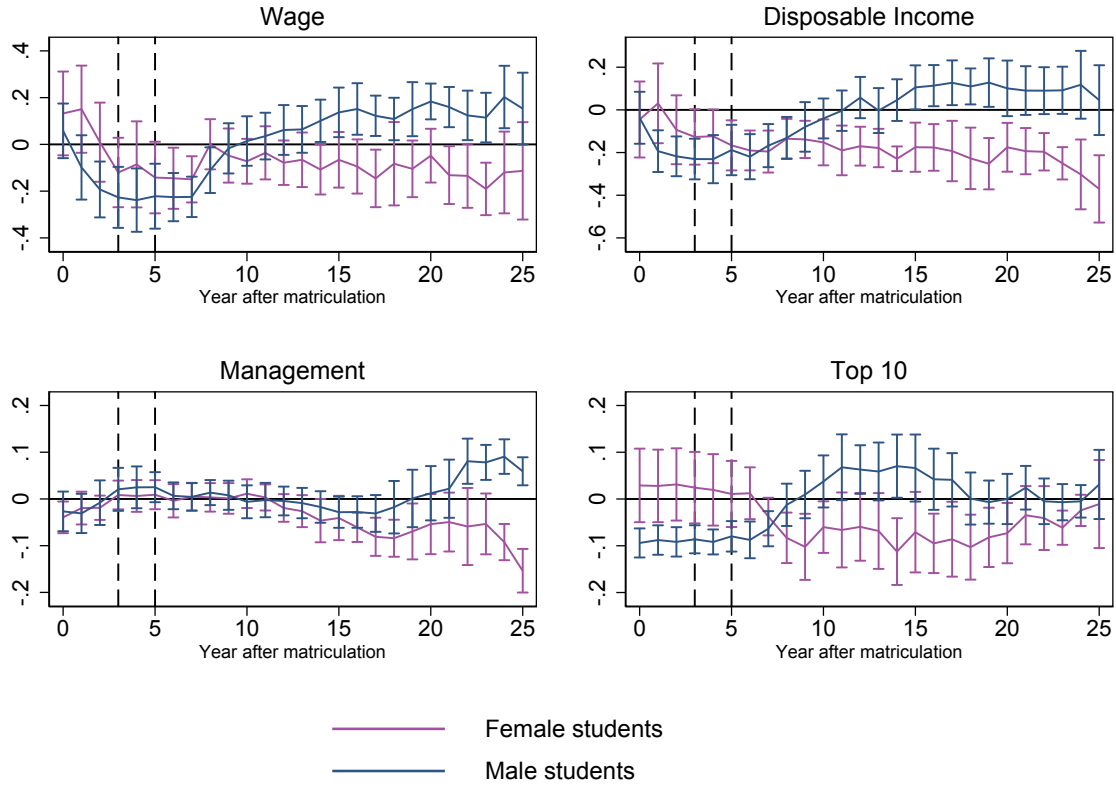 Wage
Disposable Income
.4
.2
0
-.2
-.4
0 5 10 15 20 25
Year after matriculation
.2
0
-.2
-.4
-.6
0 5 10 15 20 25
Year after matriculation
Management
Top 10
.2
.1
0
-.1
-.2
0 5 10 15 20 25
Year after matriculation
.2
.1
0
-.1
-.2
0 5 10 15 20 25
Year after matriculation
Female students
Male students